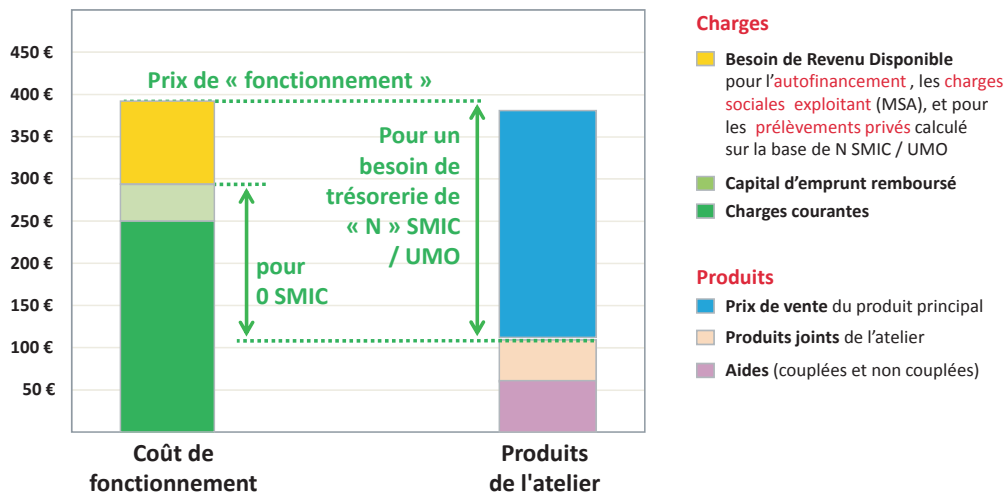 450 €
400 €
350 €
300 €
250 €
200 €
150 €
100 €
50 €
Prix de « fonctionnement »
Pour un
besoin de
trésorerie de
« N » SMIC
/ UMO
pour
0 SMIC
Coût de
fonctionnement
Produits
de l'atelier
Charges
Besoin de Revenu Disponible
pour l’autofinancement , les charges
sociales exploitant (MSA), et pour
les prélèvements privés calculé
sur la base de N SMIC / UMO
Capital d’emprunt remboursé
Charges courantes
Produits
Prix de vente du produit principal
Produits joints de l’atelier
Aides (couplées et non couplées)